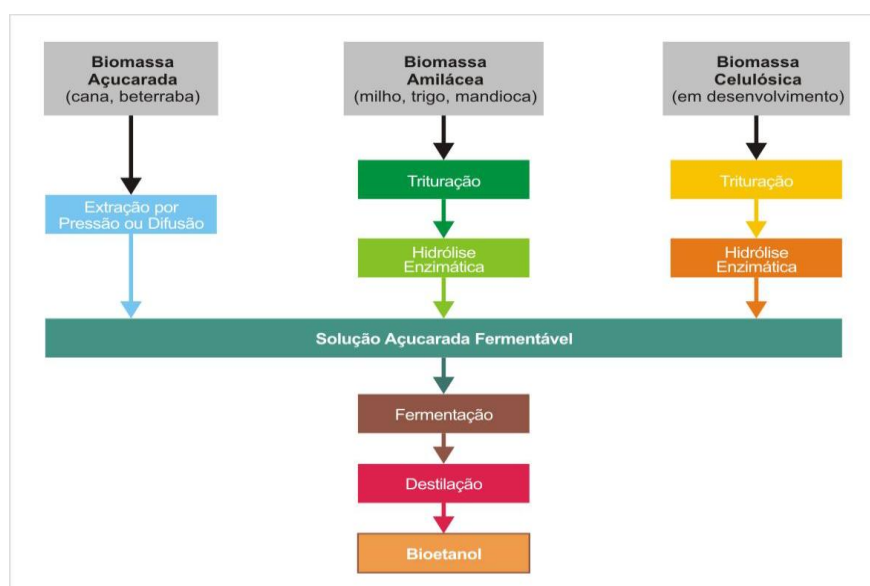 Biomassa
Açucarada
(cana, beterraba)
Biomassa
Amilácea
(milho, trigo, mandioca)
Biomassa
Celulósica
(em desenvolvimento)
Extração por
Pressão ou Difusão
Trituração
Trituração
Hidrólise
Enzimática
Hidrólise
Enzimática
Solução Açucarada Fermentável
Fermentação
Destilação
Bioetanol